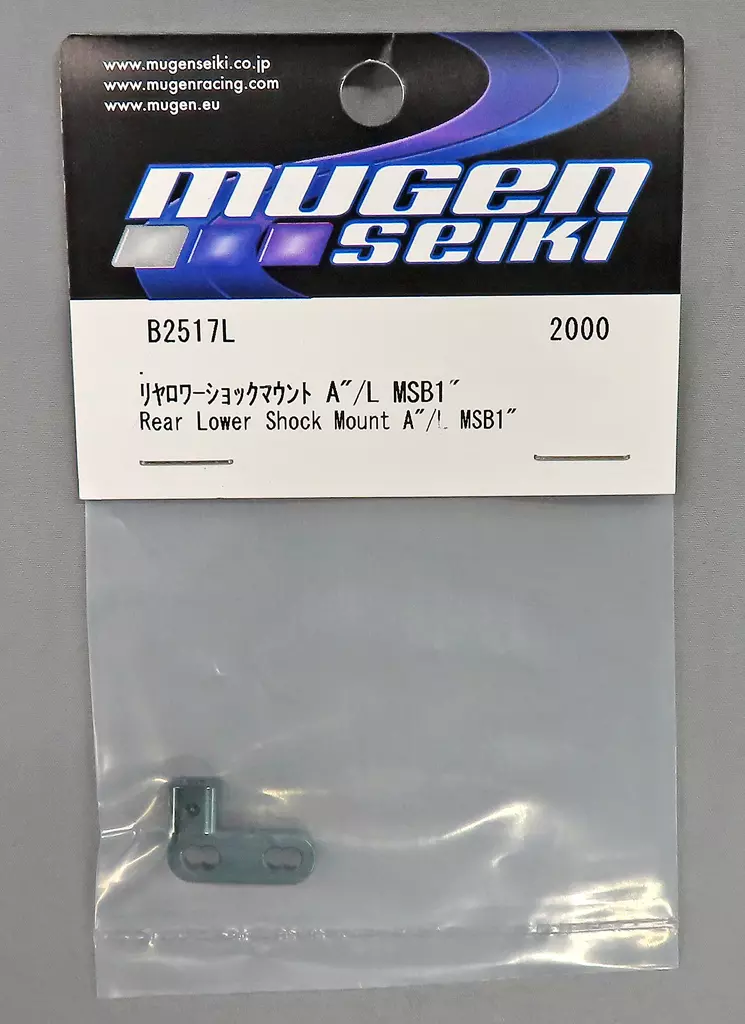 www.mugenseiki.co.jp
www.mugenracing.com
www.mugen.eu
mugen
seiki
B2517L 2000
リヤロワーショックマウント A"/L MSB1"
Rear Lower Shock Mount A"/L MSB1"